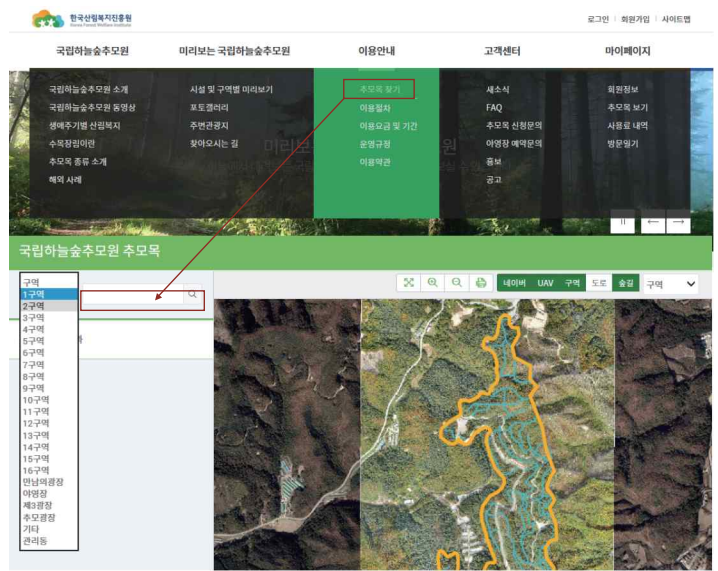 한국산림복지진흥원
Korea Forest Welfare Institute
로그인 회원가입 사이트맵
국립하늘숲추모원 미리보는 국립하늘숲추모원 이용안내 고객센터 마이페이지
국립하늘숲추모원 소개 시설 및 구역별 미리보기 추모목 찾기 새소식 회원정보
국립하늘숲추모원 동영상 포토갤러리 이용절차 FAQ 추모목 보기
생애주기별 산림복지 주변관광지 이용요금 및 기간 추모목 신청문의 사용료 내역
수목장림이란 찾아오시는 길 운영규정 야영장 예약문의 방문일기
추모목 종류 소개 이용약관 홍보
해외 사례 공고
미리보 원
국립하늘숲추모원 추모목
구역
1구역
2구역
3구역
4구역
5구역
6구역
7구역
8구역
9구역
10구역
11구역
12구역
13구역
14구역
15구역
16구역
만남의광장
야영장
제3광장
추모광장
기타
관리동
네이버 UAV 구역 도로 숲길 구역